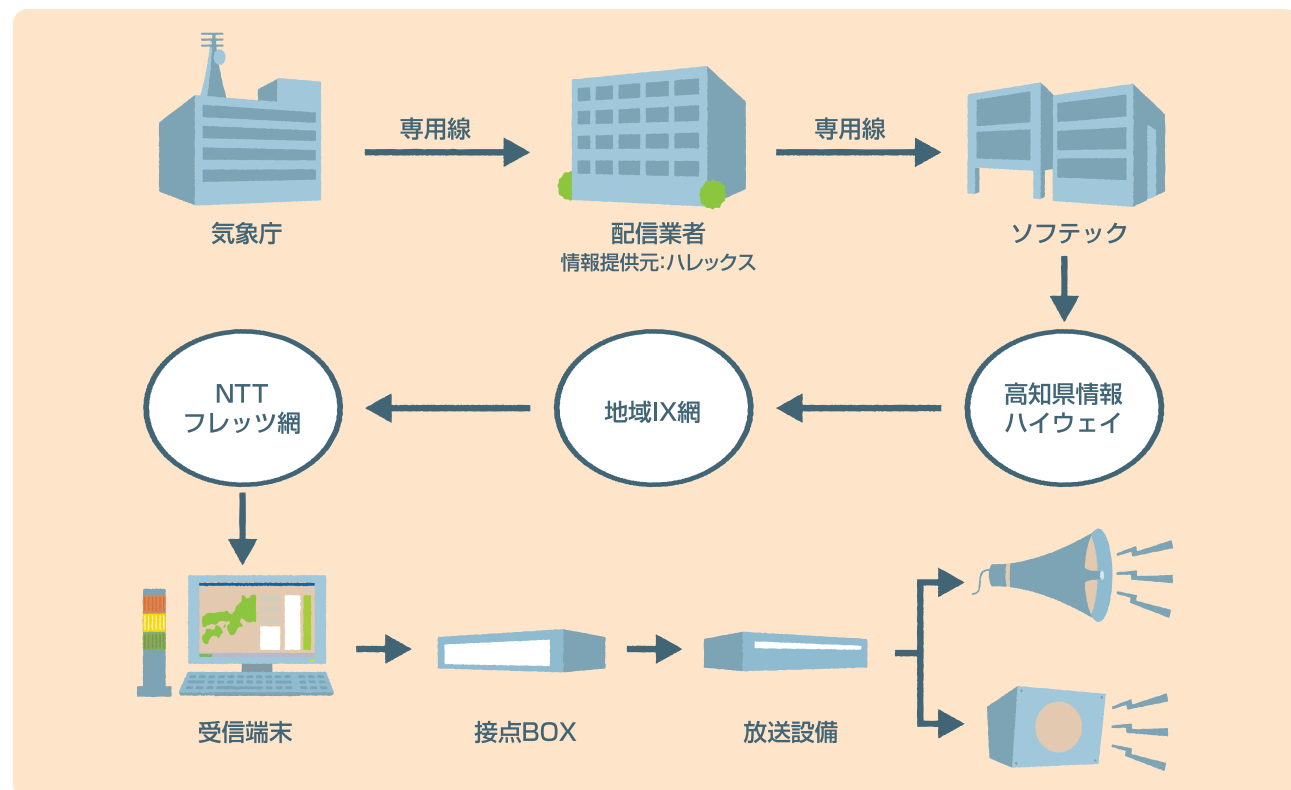 専用線
専用線
気象庁
配信業者
情報提供元:ハレックス
ソフテック
NTT
フレッツ網
地域IX網
高知県情報
ハイウェイ
受信端末
接点BOX
放送設備